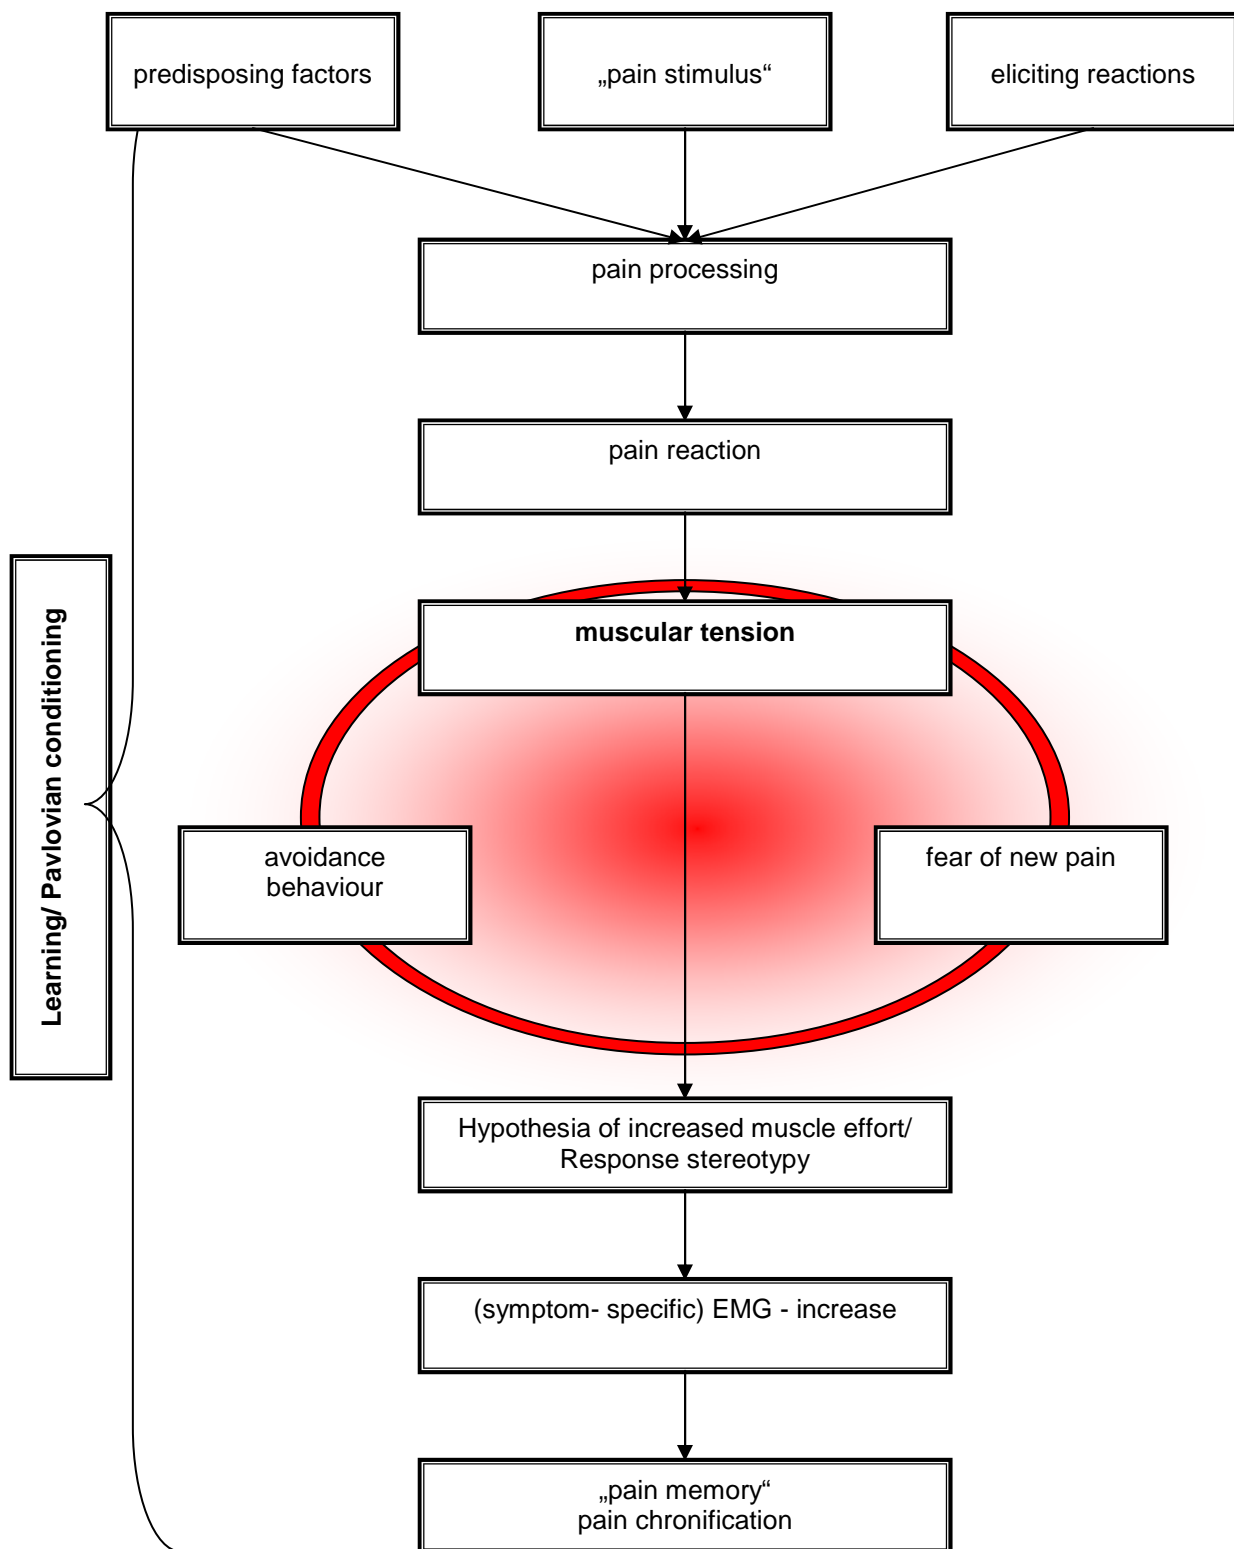 predisposing factors
„pain stimulus“
eliciting reactions
pain processing
pain reaction
muscular tension
Learning/ Pavlovian conditioning
avoidance
behaviour
fear of new pain
Hypothesia of increased muscle effort/
Response stereotypy
(symptom- specific) EMG - increase
„pain memory“
pain chronification